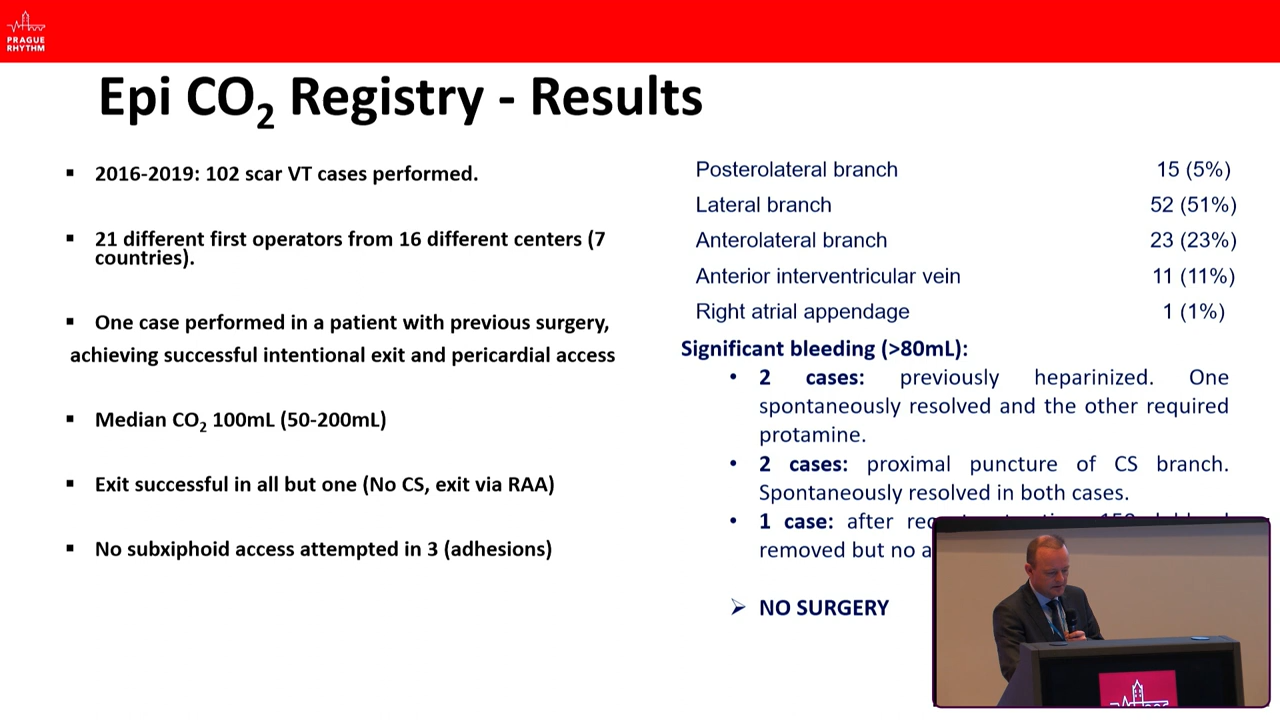 PRAGUE
RHYTHM
Epi CO₂ Registry - Results
▪ 2016-2019: 102 scar VT cases performed.
▪ 21 different first operators from 16 different centers (7
countries).
▪ One case performed in a patient with previous surgery,
achieving successful intentional exit and pericardial access
▪ Median CO₂ 100mL (50-200mL)
▪ Exit successful in all but one (No CS, exit via RAA)
▪ No subxiphoid access attempted in 3 (adhesions)
Posterolateral branch 15 (5%)
Lateral branch 52 (51%)
Anterolateral branch 23 (23%)
Anterior interventricular vein 11 (11%)
Right atrial appendage 1 (1%)
Significant bleeding (>80mL):
• 2 cases: previously heparinized. One
spontaneously resolved and the other required
protamine.
• 2 cases: proximal puncture of CS branch.
Spontaneously resolved in both cases.
• 1 case: after
removed but no
➢ NO SURGERY